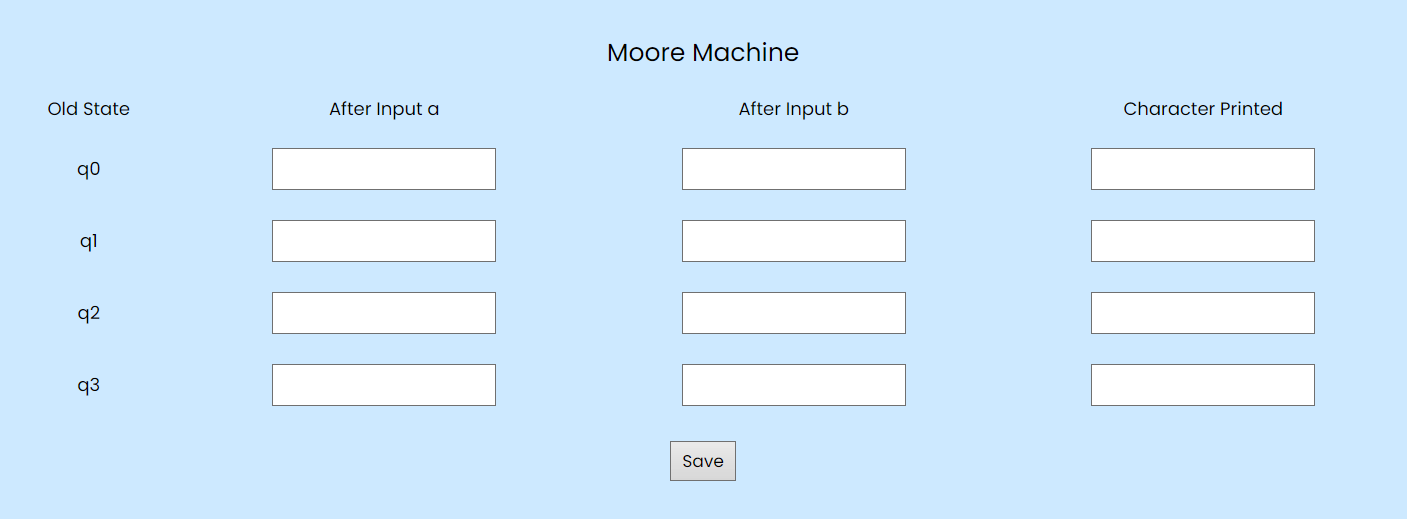 Moore Machine
Old State After Input a After Input b Character Printed
q0
q1
q2
q3
Save